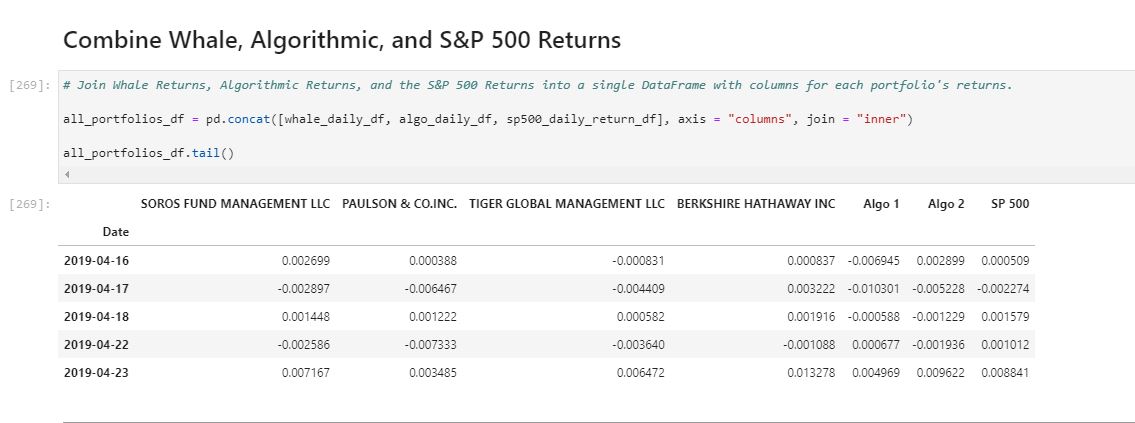 Combine Whale, Algorithmic, and S&P 500 Returns
[269]: # Join Whale Returns, Algorithmic Returns, and the S&P 500 Returns into a single DataFrame with columns for each portfolio's returns.
all_portfolios_df = pd.concat([whale_daily_df, algo_daily_df, sp500_daily_return_df], axis = "columns", join = "inner")
all_portfolios_df.tail()
[269]: SOROS FUND MANAGEMENT LLC PAULSON & CO.INC. TIGER GLOBAL MANAGEMENT LLC BERKSHIRE HATHAWAY INC Algo 1 Algo 2 SP 500
Date
2019-04-16 0.002699 0.000388 -0.000831 0.000837 -0.006945 0.002899 0.000509
2019-04-17 -0.002897 -0.006467 -0.004409 0.003222 -0.010301 -0.005228 -0.002274
2019-04-18 0.001448 0.001222 0.000582 0.001916 -0.000588 -0.001229 0.001579
2019-04-22 -0.002586 -0.007333 -0.003640 -0.001088 0.000677 -0.001936 0.001012
2019-04-23 0.007167 0.003485 0.006472 0.013278 0.004969 0.009622 0.008841